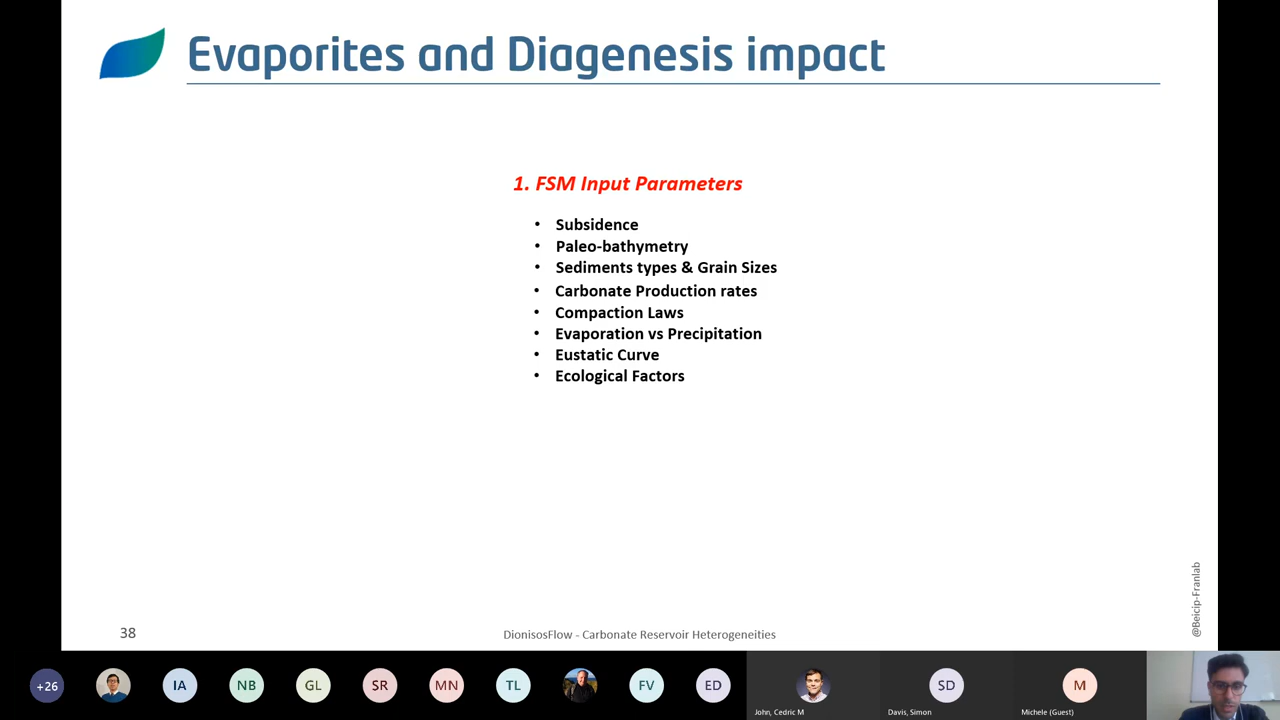 Evaporites and Diagenesis impact
1. FSM Input Parameters
• Subsidence
• Paleo-bathymetry
• Sediments types & Grain Sizes
• Carbonate Production rates
• Compaction Laws
• Evaporation vs Precipitation
• Eustatic Curve
• Ecological Factors
@Beicip-Franlab
38
DionisosFlow - Carbonate Reservoir Heterogeneities
+26
IA
NB
GL
SR
MN
TL
FV
ED
SD
M
John, Cedric M
Davis, Simon
Michele (Guest)